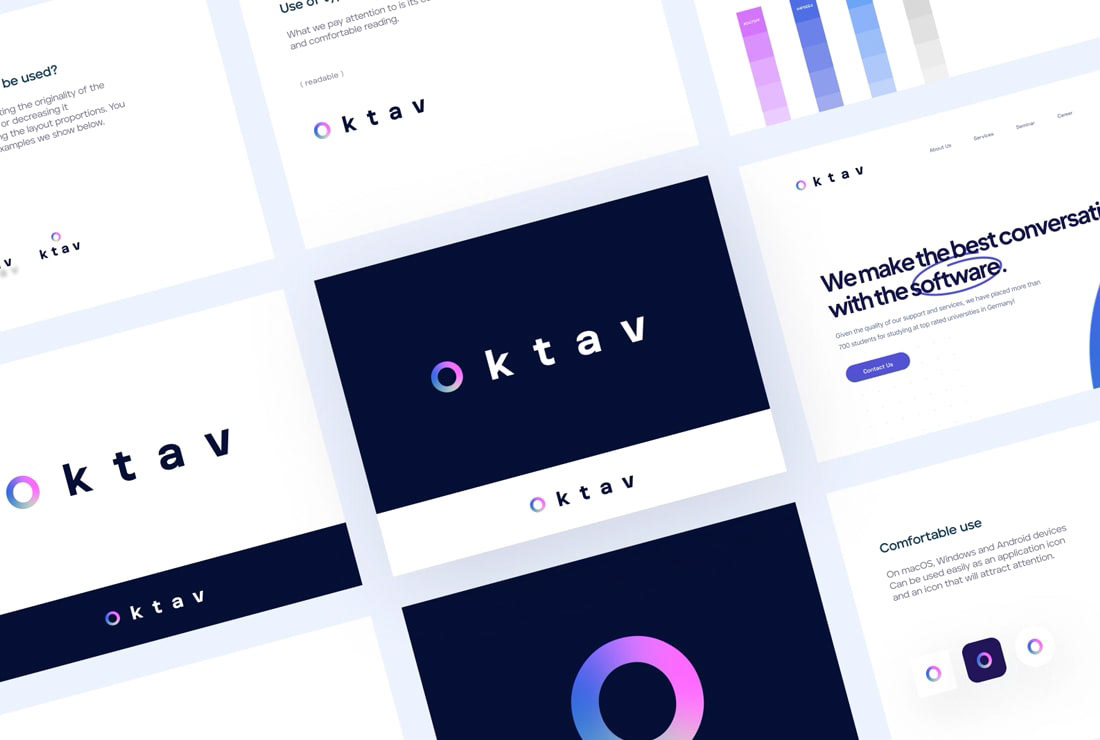 be used?
ring the originality of the
or decreasing it
g the layout proportions. You
xamples we show below.
v
ktav
Use of
What we pay attention to is its
and comfortable reading.
( readable )
ktav
ktav
About Us
Services
Seminar
Career
We make the best conversati
with the software.
Given the quality of our support and services, we have placed more than
700 students for studying at top rated universities in Germany!
Contact Us
ktav
ktav
ktav
ktav
Comfortable use
On macOS, Windows and Android devices
Can be used easily as an application icon
and an icon that will attract attention.